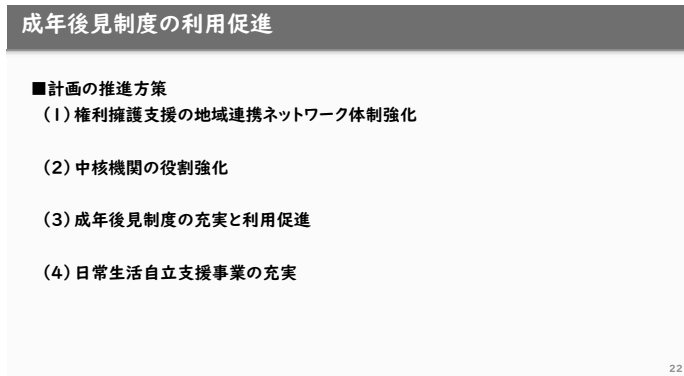 成年後見制度の利用促進
■計画の推進方策
(1)権利擁護支援の地域連携ネットワーク体制強化
(2)中核機関の役割強化
(3)成年後見制度の充実と利用促進
(4)日常生活自立支援事業の充実
22